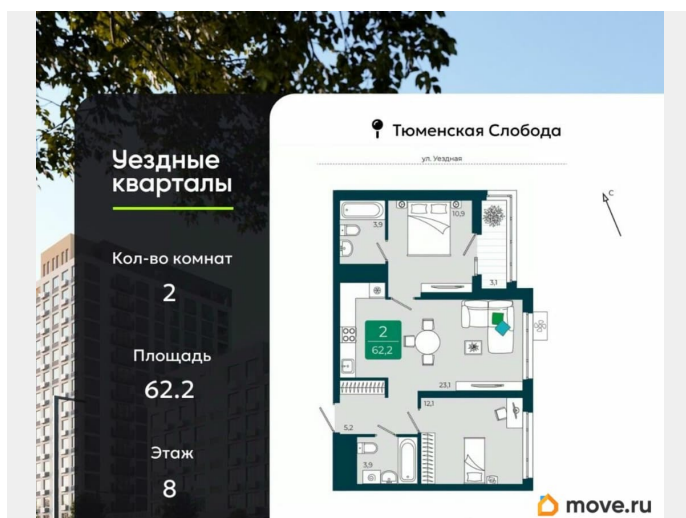 Уездные
кварталы
Кол-во комнат
2
Площадь
62.2
Этаж
8
Тюменская Слобода
ул. Уездная
С
3,9
10,9
3,1
2
62,2
23,1
12,1
5,2
3,9
move.ru